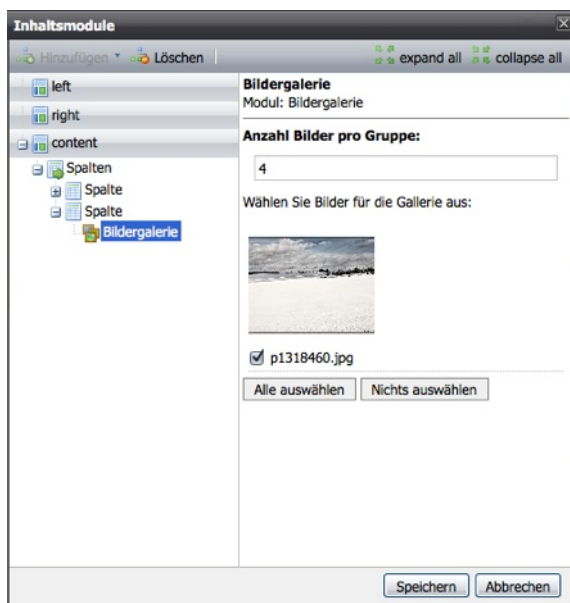 Inhaltsmodule
Hinzufügen Löschen expand all collapse all
left
right
content
Spalten
Spalte
Spalte
Bildergalerie
Bildergalerie
Modul: Bildergalerie
Anzahl Bilder pro Gruppe:
4
Wählen Sie Bilder für die Gallerie aus:
p1318460.jpg
Alle auswählen Nichts auswählen
Speichern Abbrechen